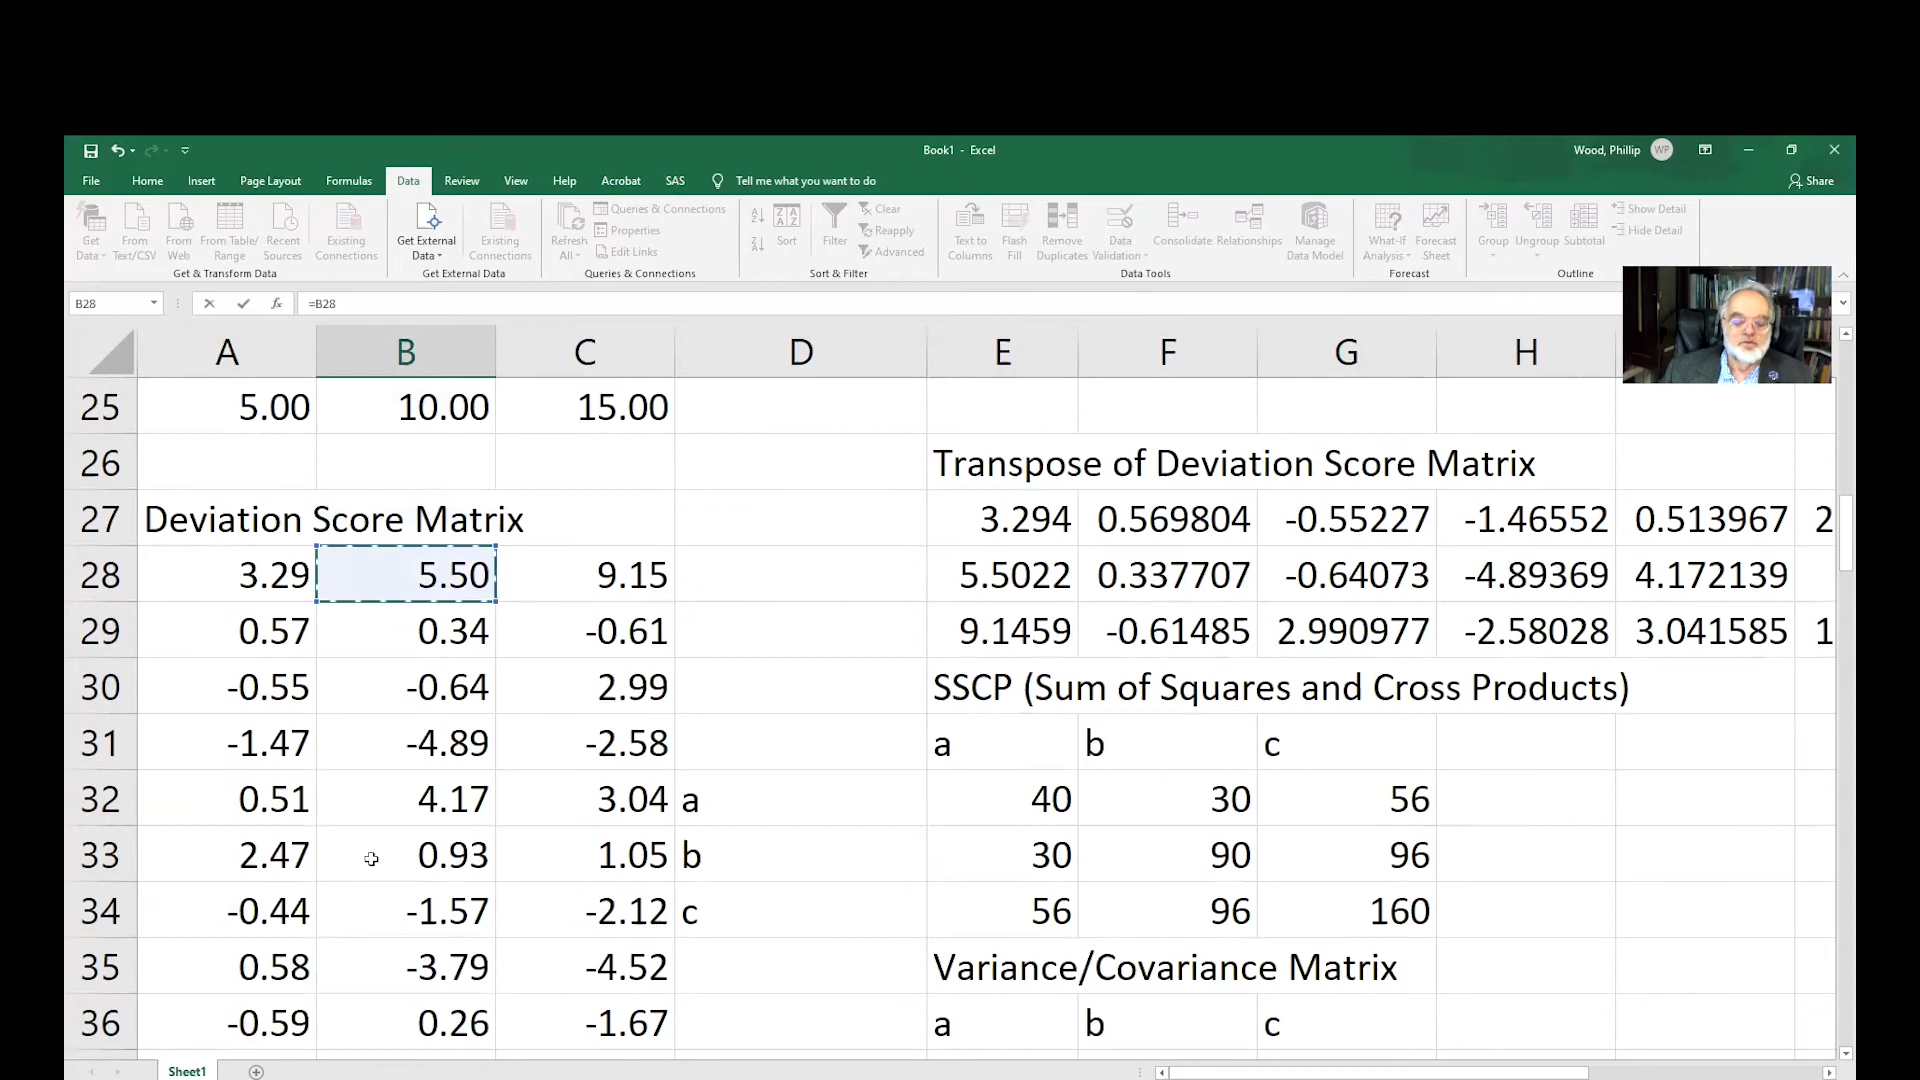 Book1 - Excel
Wood, Phillip WP
File Home Insert Page Layout Formulas Data Review View Help Acrobat SAS Tell me what you want to do Share
Get Data From Text/CSV From Web From Table/ Range Recent Sources Existing Connections
Get & Transform Data
Get External Data Existing Connections
Get External Data
Refresh All Queries & Connections Properties Edit Links
Queries & Connections
Sort Filter Clear Reapply Advanced
Sort & Filter
Text to Columns Flash Fill Remove Duplicates Data Validation Consolidate Relationships Manage Data Model
Data Tools
What-If Analysis Forecast Sheet
Forecast
Group Ungroup Subtotal Show Detail Hide Detail
Outline
B28 fx =B28
A B C D E F G H
25 5.00 10.00 15.00
26 Transpose of Deviation Score Matrix
27 Deviation Score Matrix 3.294 0.569804 -0.55227 -1.46552 0.513967 2
28 3.29 5.50 9.15 5.5022 0.337707 -0.64073 -4.89369 4.172139
29 0.57 0.34 -0.61 9.1459 -0.61485 2.990977 -2.58028 3.041585 1
30 -0.55 -0.64 2.99 SSCP (Sum of Squares and Cross Products)
31 -1.47 -4.89 -2.58 a b c
32 0.51 4.17 3.04 a 40 30 56
33 2.47 0.93 1.05 b 30 90 96
34 -0.44 -1.57 -2.12 c 56 96 160
35 0.58 -3.79 -4.52 Variance/Covariance Matrix
36 -0.59 0.26 -1.67 a b c
Sheet1